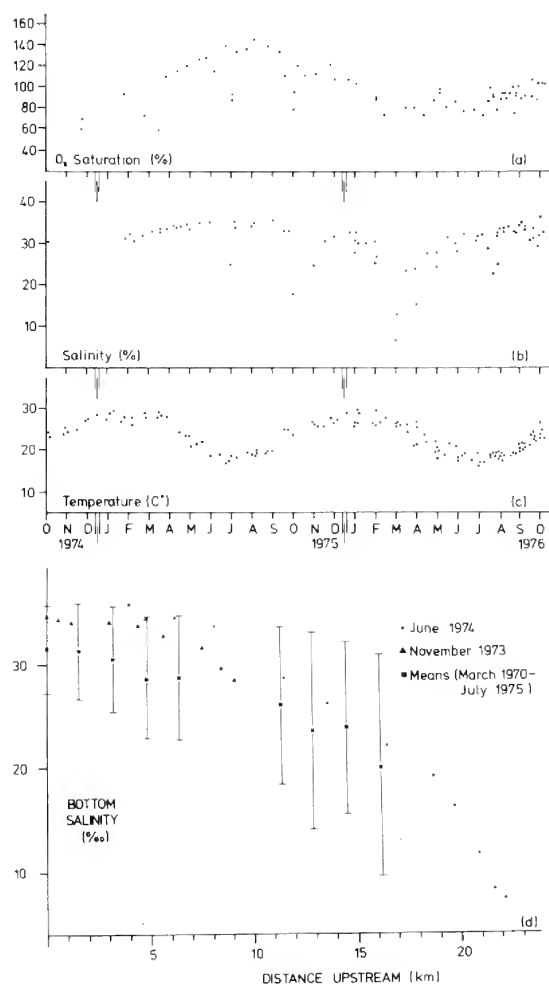 160
140
120
100
80
60
40
O₂ Saturation (%)
(a)
40
30
20
10
Salinity (%)
(b)
30
20
10
Temperature (C°)
(c)
O N D J F M A M J J A S O N D J F M A M J J A S O
1974 1975 1976
• June 1974
▲ November 1973
■ Means (March 1970-
July 1975)
30
20
10
BOTTOM
SALINITY
(‰)
(d)
5 10 15 20
DISTANCE UPSTREAM (km)